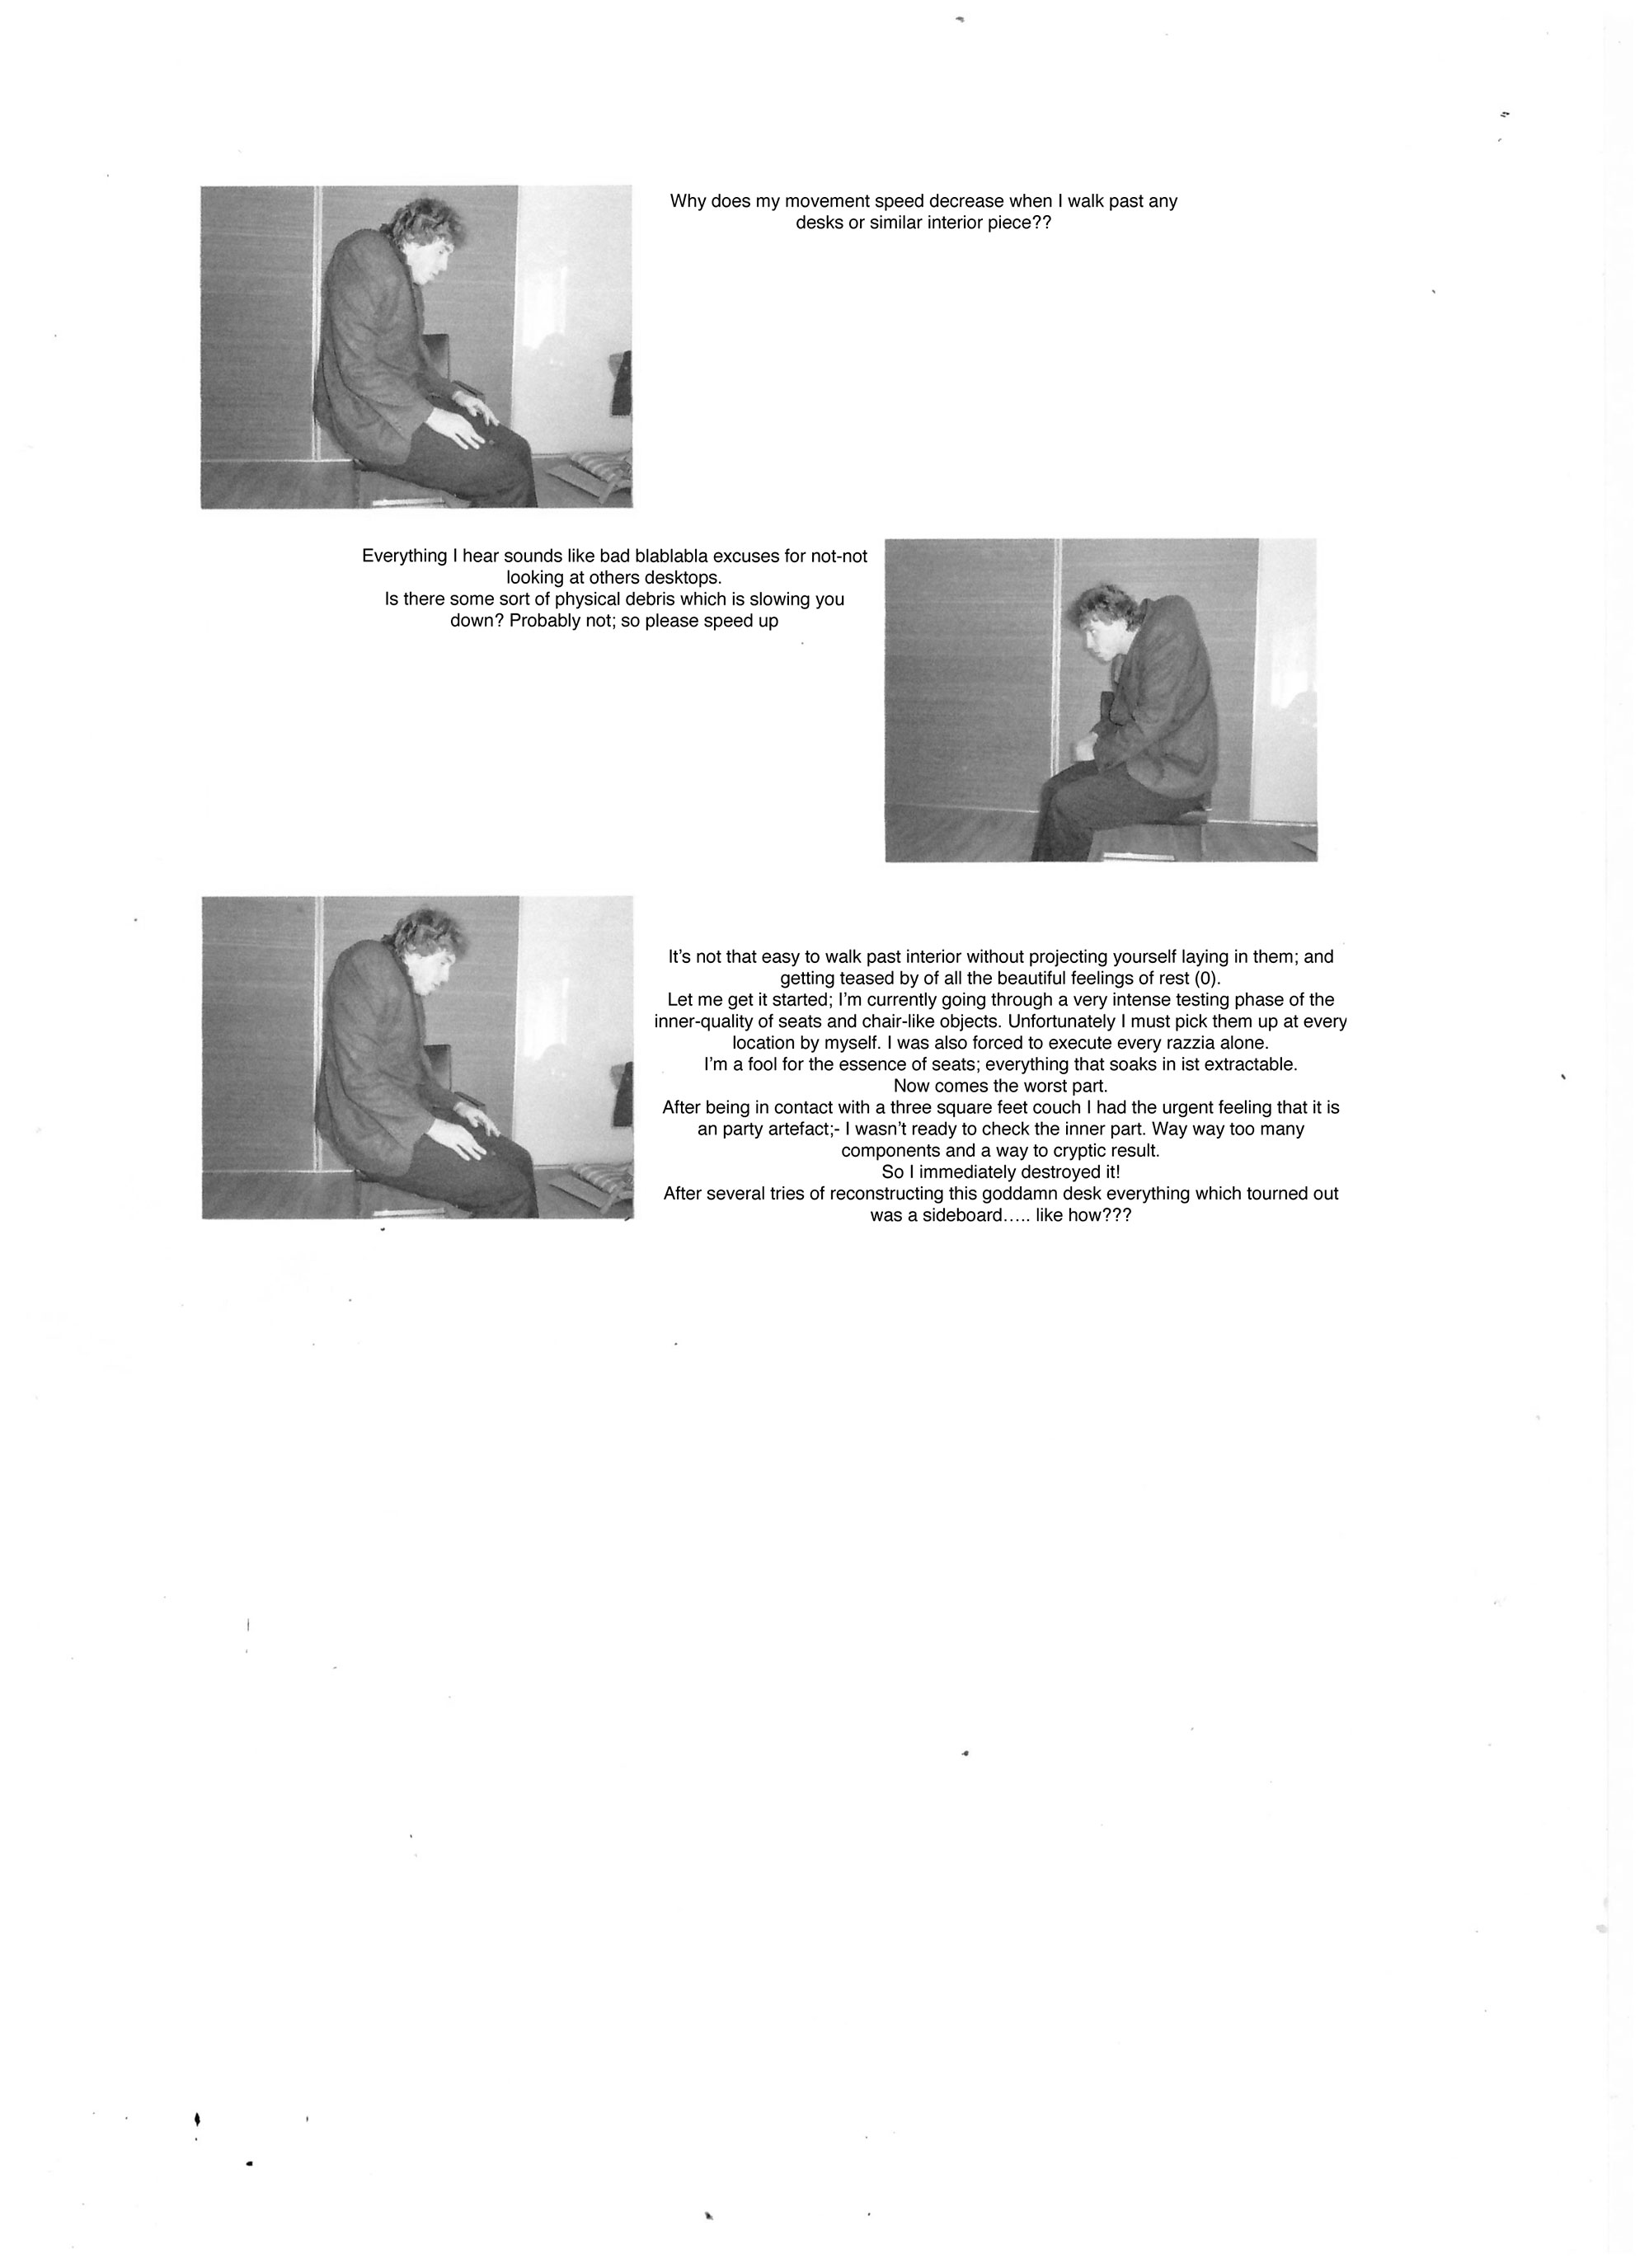 Why does my movement speed decrease when I walk past any
desks or similar interior piece??
Everything I hear sounds like bad blablabla excuses for not-not
looking at others desktops.
Is there some sort of physical debris which is slowing you
down? Probably not; so please speed up
It's not that easy to walk past interior without projecting yourself laying in them; and
getting teased by of all the beautiful feelings of rest (0).
Let me get it started; I'm currently going through a very intense testing phase of the
inner-quality of seats and chair-like objects. Unfortunately I must pick them up at every
location by myself. I was also forced to execute every razzia alone.
I'm a fool for the essence of seats; everything that soaks in ist extractable.
Now comes the worst part.
After being in contact with a three square feet couch I had the urgent feeling that it is
an party artefact;- I wasn't ready to check the inner part. Way way too many
components and a way to cryptic result.
So I immediately destroyed it!
After several tries of reconstructing this goddamn desk everything which tourned out
was a sideboard….. like how???